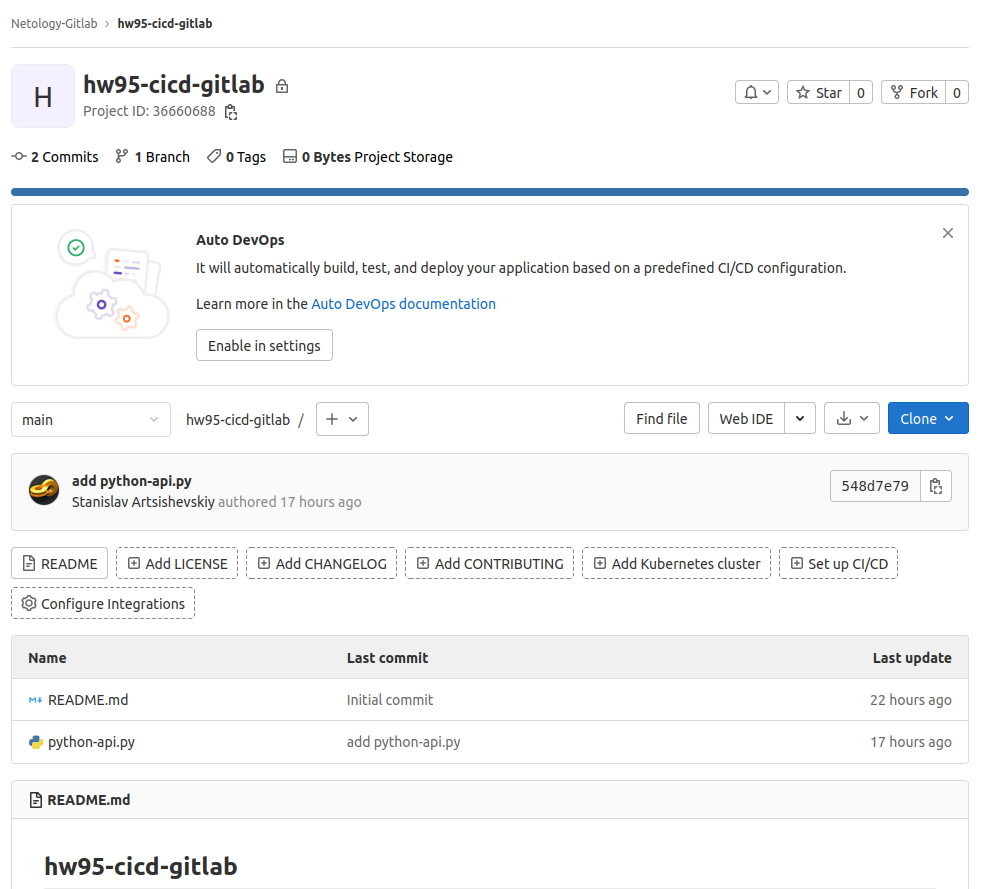 Netology-Gitlab › hw95-cicd-gitlab
H
hw95-cicd-gitlab
Project ID: 36660688
Star 0
Fork 0
2 Commits 1 Branch 0 Tags 0 Bytes Project Storage
Auto DevOps
It will automatically build, test, and deploy your application based on a predefined CI/CD configuration.
Learn more in the Auto DevOps documentation
Enable in settings
main hw95-cicd-gitlab / Find file Web IDE Clone
add python-api.py
Stanislav Artsishevskiy authored 17 hours ago
548d7e79
README Add LICENSE Add CHANGELOG Add CONTRIBUTING Add Kubernetes cluster Set up CI/CD
Configure Integrations
Name Last commit Last update
README.md Initial commit 22 hours ago
python-api.py add python-api.py 17 hours ago
README.md
hw95-cicd-gitlab